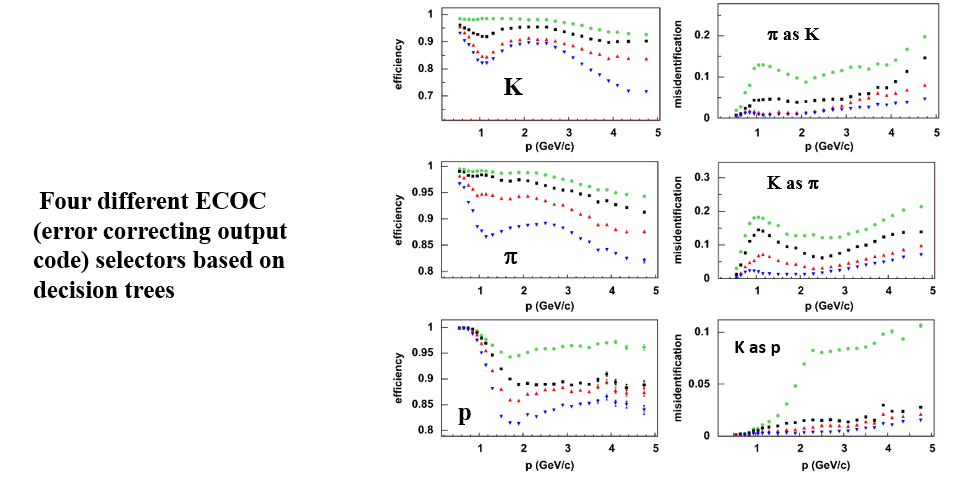 Four different ECOC
(error correcting output
code) selectors based on
decision trees
efficiency
1
0.9
0.8
0.7
K
1 2 3 4 5
p (GeV/c)
misidentification
0.2
0.1
0
π as K
0 1 2 3 4 5
p (GeV/c)
efficiency
1
0.95
0.9
0.85
0.8
π
1 2 3 4 5
p (GeV/c)
misidentification
0.3
0.2
0.1
0
K as π
0 1 2 3 4 5
p (GeV/c)
efficiency
1
0.95
0.9
0.85
0.8
p
1 2 3 4 5
p (GeV/c)
misidentification
0.1
0.05
0
K as p
0 1 2 3 4 5
p (GeV/c)